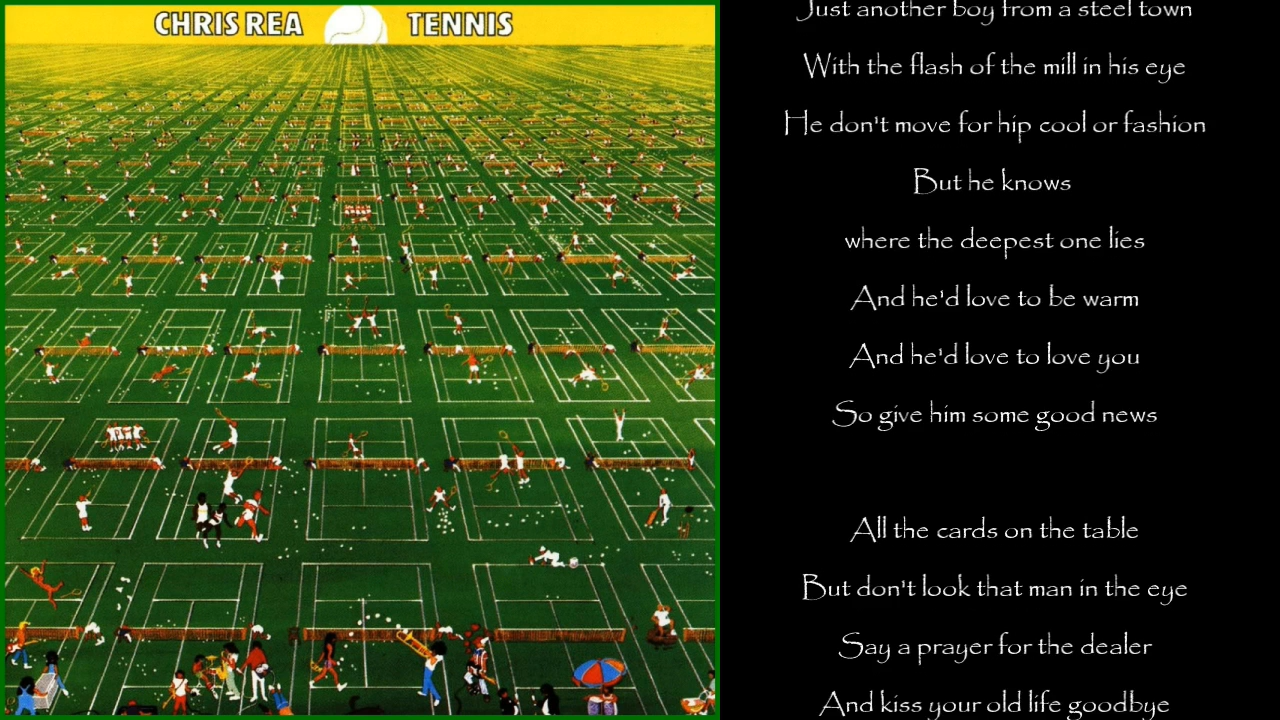 CHRIS REA TENNIS
Just another boy from a steel town
With the flash of the mill in his eye
He don't move for hip cool or fashion
But he knows
where the deepest one lies
And he'd love to be warm
And he'd love to love you
So give him some good news
All the cards on the table
But don't look that man in the eye
Say a prayer for the dealer
And kiss your old life goodbye